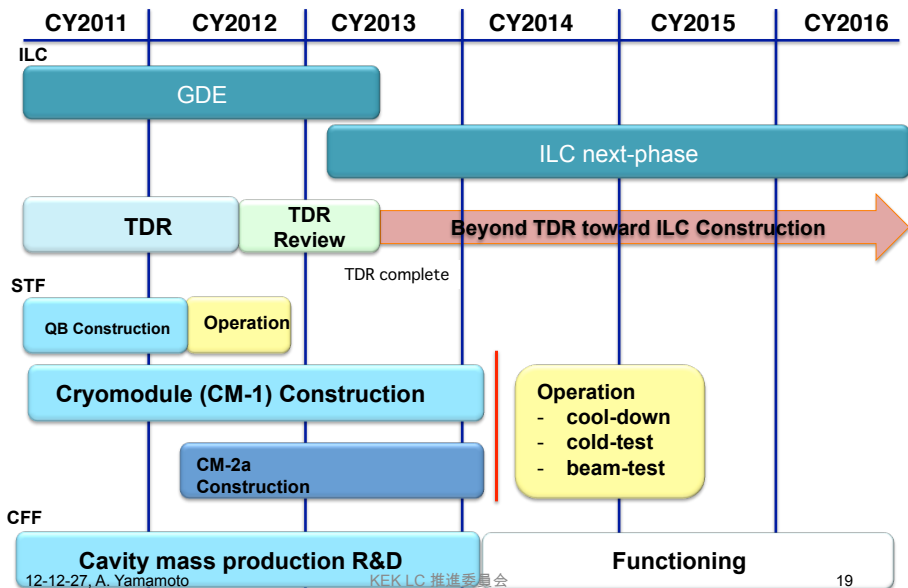 CY2011 CY2012 CY2013 CY2014 CY2015 CY2016
ILC
GDE
ILC next-phase
TDR
TDR
Review
Beyond TDR toward ILC Construction
TDR complete
STF
QB Construction
Operation
Cryomodule (CM-1) Construction
Operation
- cool-down
- cold-test
- beam-test
CM-2a
Construction
CFF
Cavity mass production R&D
Functioning
12-12-27, A. Yamamoto
KEK LC 推進委員会
19